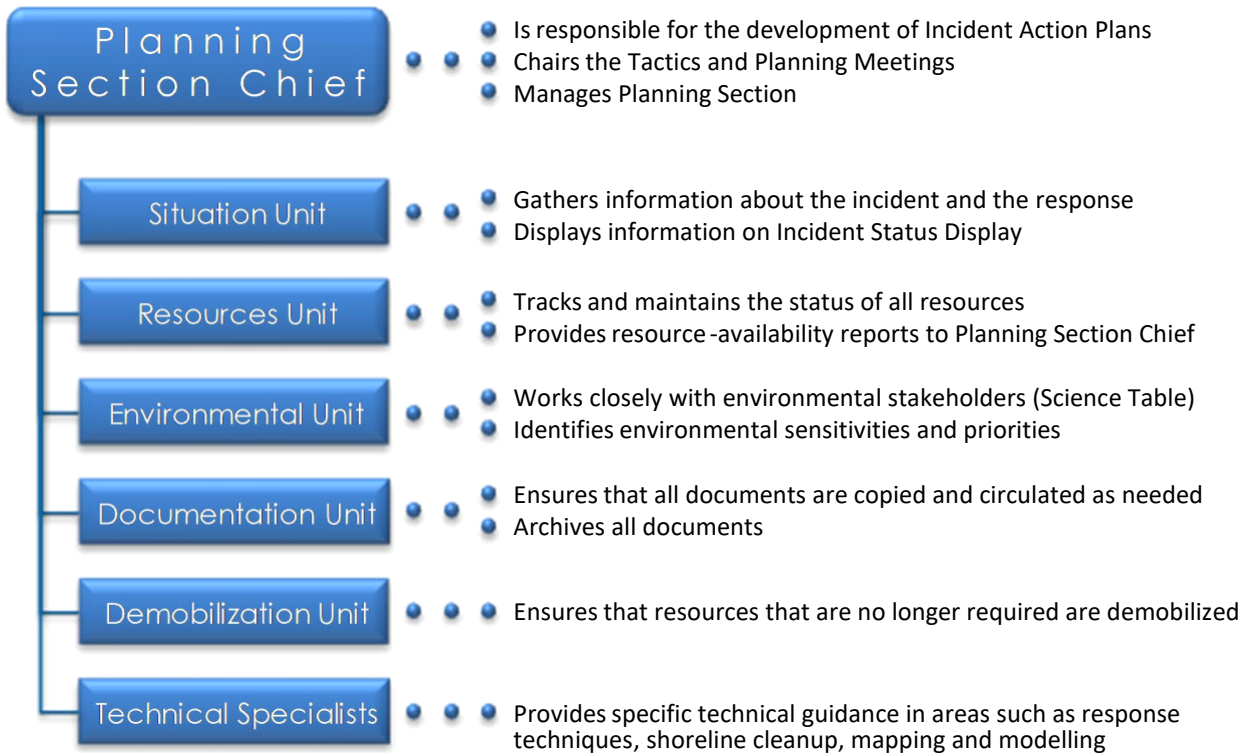 Planning
Section Chief
Is responsible for the development of Incident Action Plans
Chairs the Tactics and Planning Meetings
Manages Planning Section
Situation Unit
Gathers information about the incident and the response
Displays information on Incident Status Display
Resources Unit
Tracks and maintains the status of all resources
Provides resource-availability reports to Planning Section Chief
Environmental Unit
Works closely with environmental stakeholders (Science Table)
Identifies environmental sensitivities and priorities
Documentation Unit
Ensures that all documents are copied and circulated as needed
Archives all documents
Demobilization Unit
Ensures that resources that are no longer required are demobilized
Technical Specialists
Provides specific technical guidance in areas such as response
techniques, shoreline cleanup, mapping and modelling